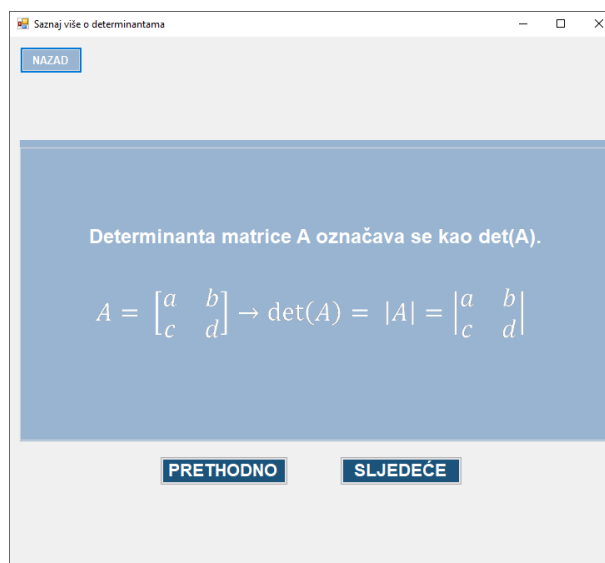 Saznaj više o determinantama
NAZAD
Determinanta matrice A označava se kao det(A).
A = [a b
c d] → det(A) = |A| = |a b
c d|
PRETHODNO
SLJEDEĆE